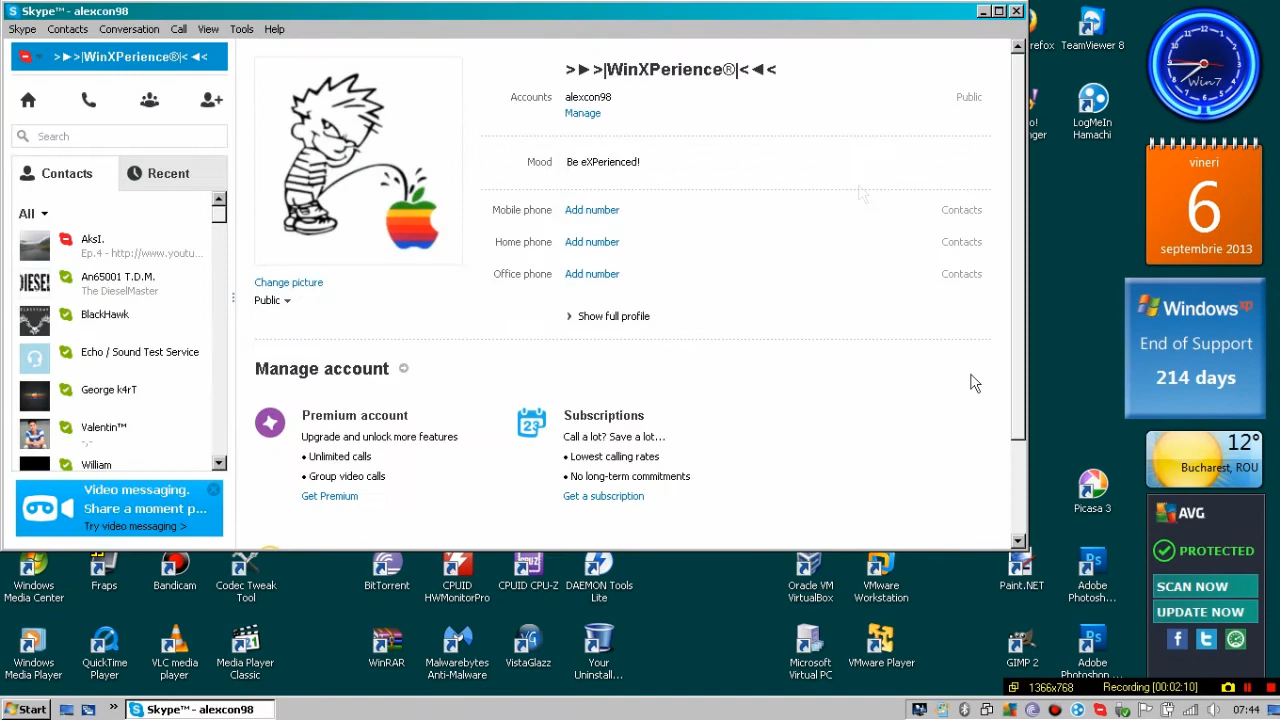 Skype™ - alexcon98
Skype Contacts Conversation Call View Tools Help
>►>|WinXPerience®|<◄<
Search
Contacts
Recent
All
AksI.
Ep.4 - http://www.youtu...
An65001 T.D.M.
The DieselMaster
DIESEL
BlackHawk
Echo / Sound Test Service
George k4rT
Valentin™
-,-
William
Video messaging.
Share a moment p...
Try video messaging >
>►>|WinXPerience®|<◄<
Accounts alexcon98 Public
Manage
Mood Be eXPerienced!
Mobile phone Add number Contacts
Home phone Add number Contacts
Office phone Add number Contacts
Change picture
Public
Show full profile
Manage account
Premium account
Upgrade and unlock more features
• Unlimited calls
• Group video calls
Get Premium
23
Subscriptions
Call a lot? Save a lot...
• Lowest calling rates
• No long-term commitments
Get a subscription
TeamViewer 8
LogMeIn
Hamachi
Picasa 3
12
Win7
vineri
6
septembrie 2013
Windows xp
End of Support
214 days
12°
Bucharest, ROU
AVG
PROTECTED
SCAN NOW
UPDATE NOW
Windows
Media Center
Fraps
Bandicam
Codec Tweak
Tool
BitTorrent
CPUID
HWMonitorPro
CPUID CPU-Z
DAEMON Tools
Lite
Oracle VM
VirtualBox
VMware
Workstation
Paint.NET
Adobe
Photosh...
Windows
Media Player
QuickTime
Player
VLC media
player
Media Player
Classic
WinRAR
Malwarebytes
Anti-Malware
VistaGlazz
Your
Uninstal...
Microsoft
Virtual PC
VMware Player
GIMP 2
Adobe
Photoshop ...
1366x768 Recording [00:02:10]
Start
Skype™ - alexcon98
07:44